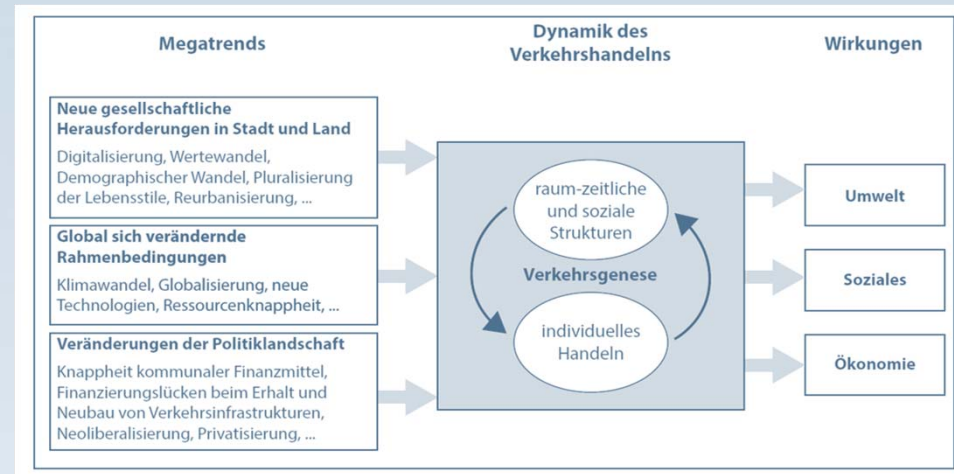 Megatrends
Dynamik des
Verkehrshandelns
Wirkungen
Neue gesellschaftliche
Herausforderungen in Stadt und Land
Digitalisierung, Wertewandel,
Demographischer Wandel, Pluralisierung
der Lebensstile, Reurbanisierung, ...
Global sich verändernde
Rahmenbedingungen
Klimawandel, Globalisierung, neue
Technologien, Ressourcenknappheit, ...
Veränderungen der Politiklandschaft
Knappheit kommunaler Finanzmittel,
Finanzierungslücken beim Erhalt und
Neubau von Verkehrsinfrastrukturen,
Neoliberalisierung, Privatisierung, ...
raum-zeitliche
und soziale
Strukturen
Verkehrsgenese
individuelles
Handeln
Umwelt
Soziales
Ökonomie